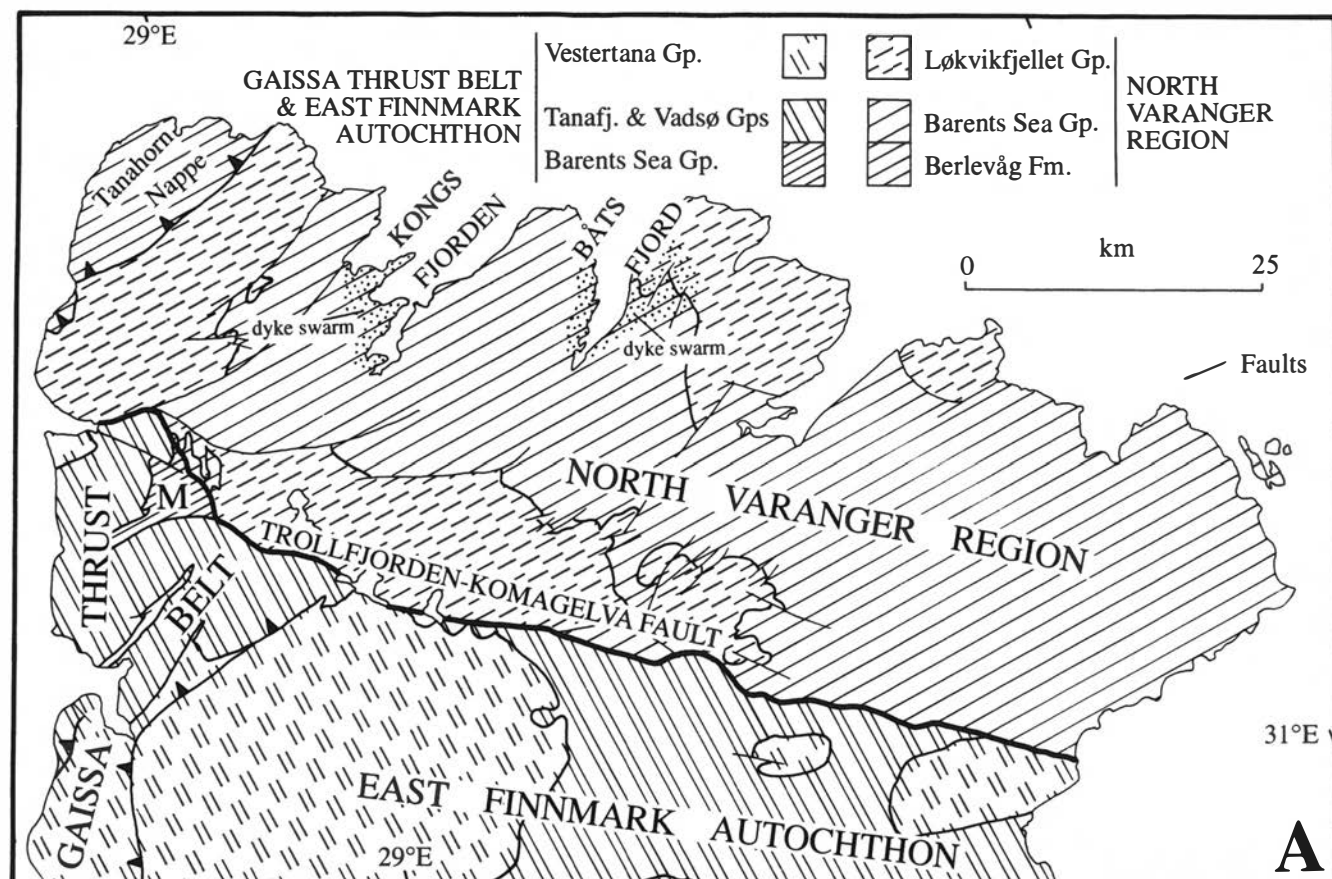 29°E
GAISSA THRUST BELT
& EAST FINNMARK
AUTOCHTHON
Vestertana Gp.
Tanafj. & Vadsø Gps
Barents Sea Gp.
Løkvikfjellet Gp.
Barents Sea Gp.
Berlevåg Fm.
NORTH
VARANGER
REGION
Tanahorn
Nappe
KONGS
FJORDEN
BÅTS
FJORD
km
0 25
dyke swarm
dyke swarm
Faults
NORTH VARANGER REGION
M
TROLLFJORDEN-KOMAGELVA FAULT
THRUST
BELT
GAISSA
31°E
EAST FINNMARK AUTOCHTHON
29°E
A